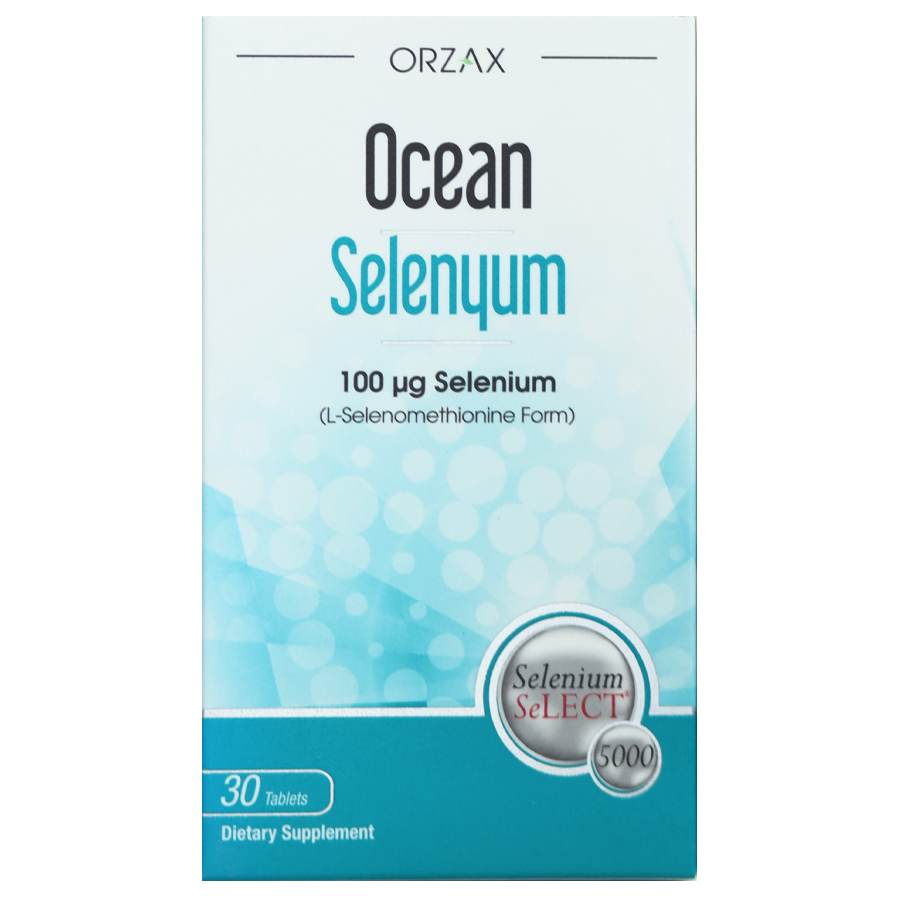 ORZAX
Ocean
Selenyum
100 µg Selenium
(L-Selenomethionine Form)
Selenium
SeLECT®
5000
30 Tablets
Dietary Supplement